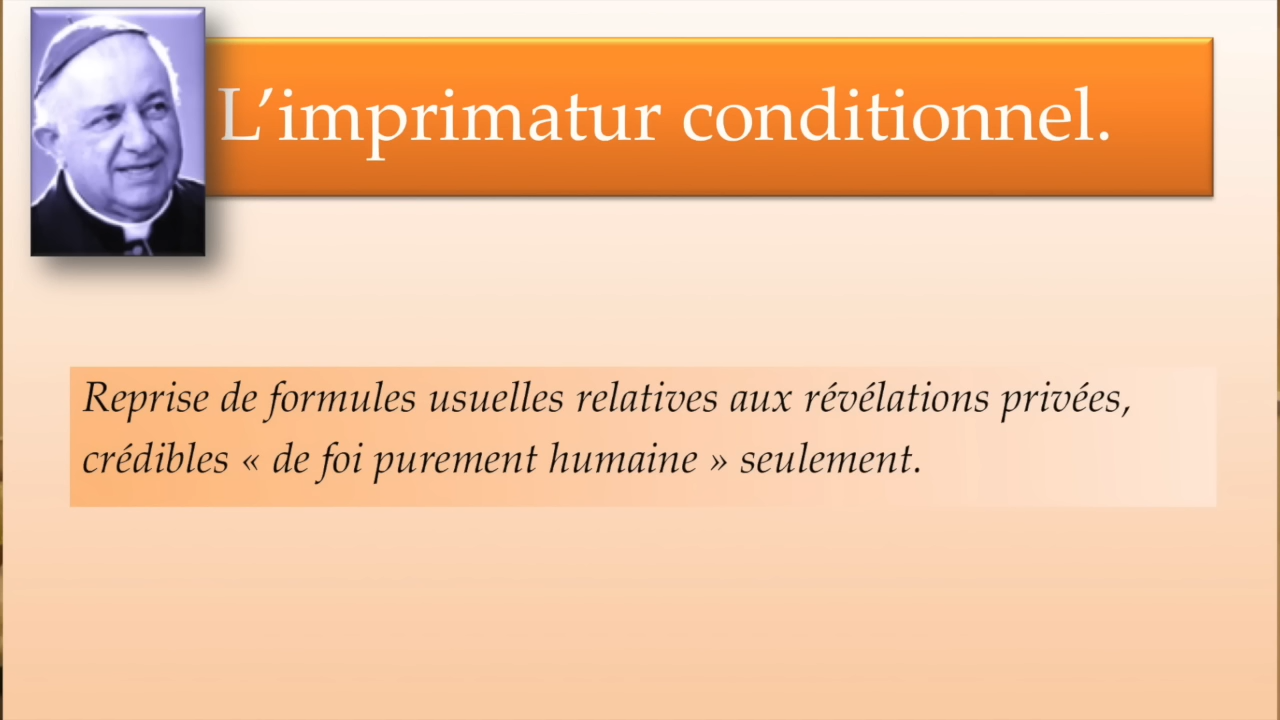 L’imprimatur conditionnel.
Reprise de formules usuelles relatives aux révélations privées,
crédibles « de foi purement humaine » seulement.